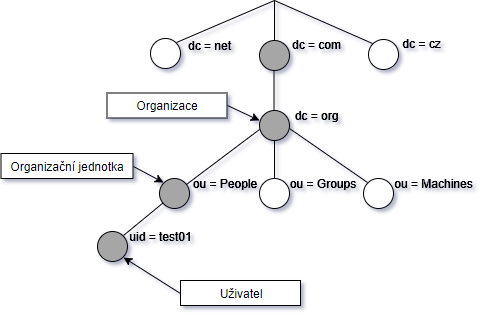 dc = net
dc = com
dc = cz
Organizace
dc = org
Organizační jednotka
ou = People
ou = Groups
ou = Machines
uid = test01
Uživatel